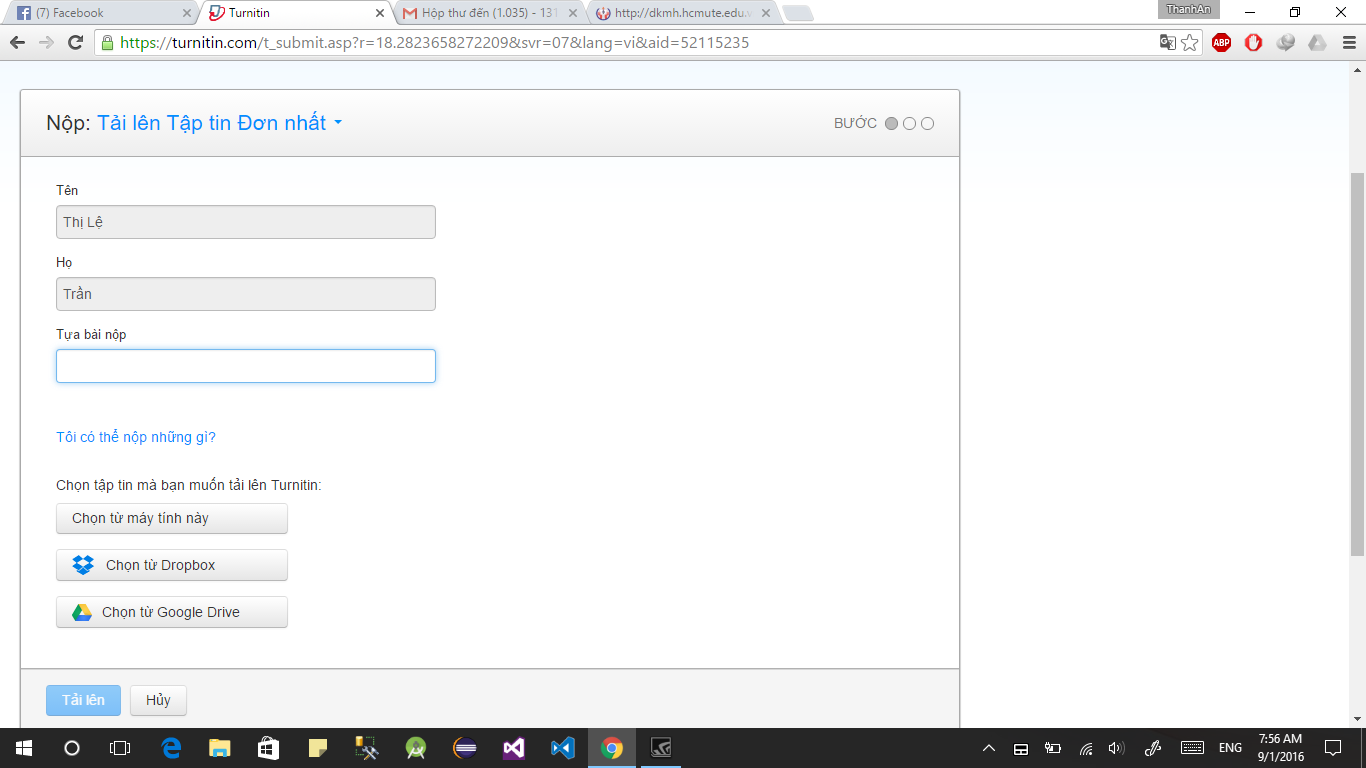 ThanhAn
(7) Facebook
Turnitin
Hộp thư đến (1.035) - 131
http://dkmh.hcmute.edu.v
https://turnitin.com/t_submit.asp?r=18.2823658272209&svr=07&lang=vi&aid=52115235
ABP
Nộp: Tải lên Tập tin Đơn nhất
BƯỚC
Tên
Thị Lệ
Họ
Trần
Tựa bài nộp
Tôi có thể nộp những gì?
Chọn tập tin mà bạn muốn tải lên Turnitin:
Chọn từ máy tính này
Chọn từ Dropbox
Chọn từ Google Drive
Tải lên
Hủy
ENG
7:56 AM
9/1/2016